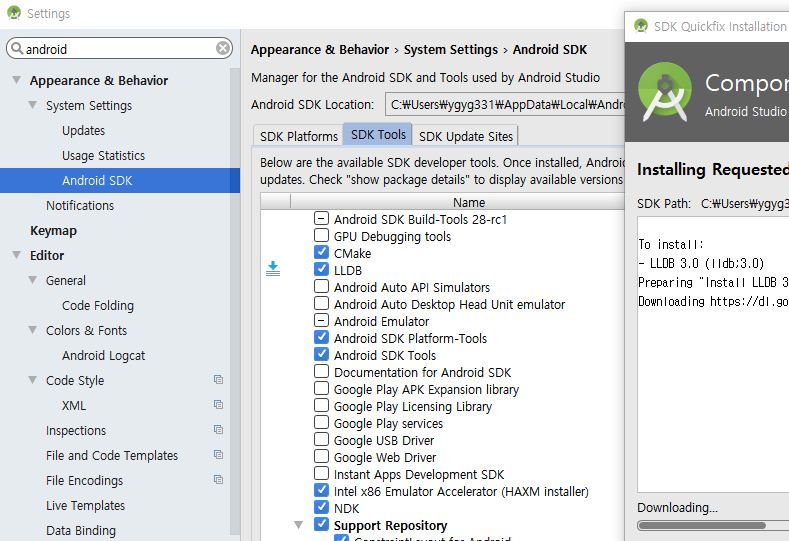 Settings
android
Appearance & Behavior
System Settings
Updates
Usage Statistics
Android SDK
Notifications
Keymap
Editor
General
Code Folding
Colors & Fonts
Android Logcat
Code Style
XML
Inspections
File and Code Templates
File Encodings
Live Templates
Data Binding
Appearance & Behavior › System Settings › Android SDK
Manager for the Android SDK and Tools used by Android Studio
Android SDK Location: C:₩Users₩ygyg331₩AppData₩Local₩Andro
SDK Platforms SDK Tools SDK Update Sites
Below are the available SDK developer tools. Once installed, Android
updates. Check "show package details" to display available versions
Name
Android SDK Build-Tools 28-rc1
GPU Debugging tools
CMake
LLDB
Android Auto API Simulators
Android Auto Desktop Head Unit emulator
Android Emulator
Android SDK Platform-Tools
Android SDK Tools
Documentation for Android SDK
Google Play APK Expansion library
Google Play Licensing Library
Google Play services
Google USB Driver
Google Web Driver
Instant Apps Development SDK
Intel x86 Emulator Accelerator (HAXM installer)
NDK
Support Repository
ConstraintLayout for Android
SDK Quickfix Installation
Compon
Android Studio
Installing Requested
SDK Path: C:₩Users₩ygyg3
To install:
- LLDB 3.0 (lldb;3.0)
Preparing "Install LLDB 3
Downloading https://dl.go
Downloading...